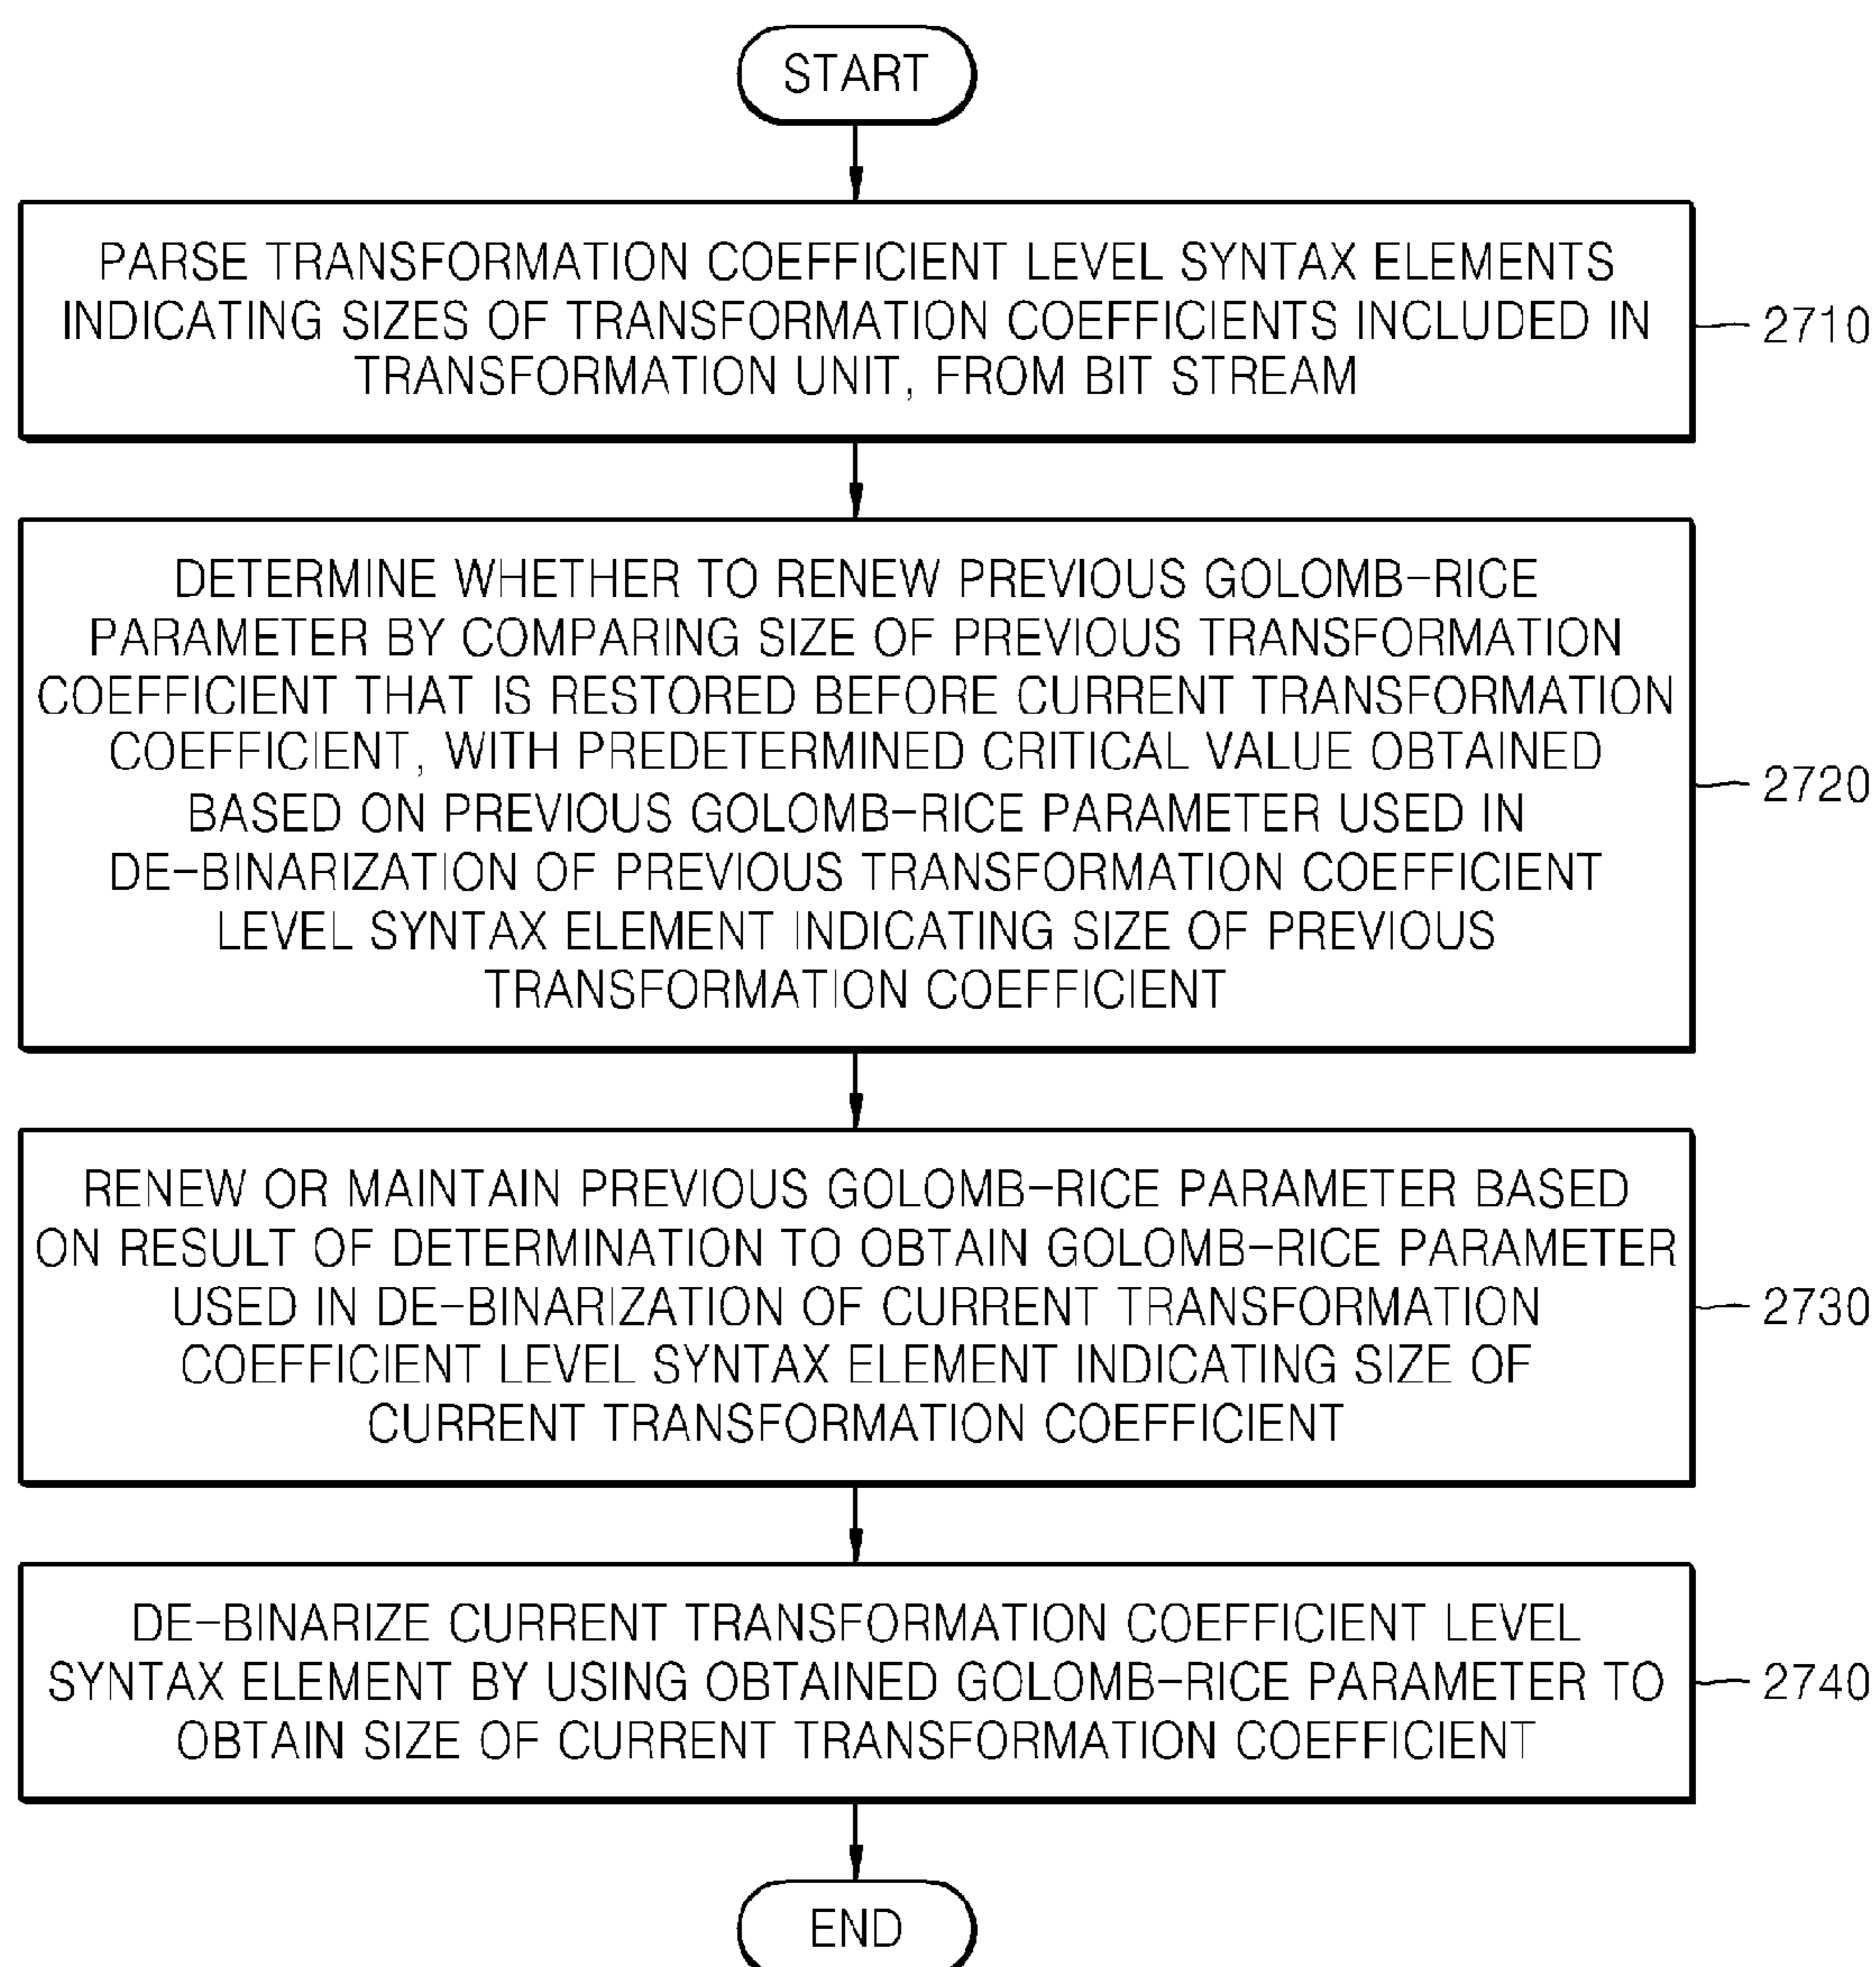 START
PARSE TRANSFORMATION COEFFICIENT LEVEL SYNTAX ELEMENTS
INDICATING SIZES OF TRANSFORMATION COEFFICIENTS INCLUDED IN
TRANSFORMATION UNIT, FROM BIT STREAM
2710
DETERMINE WHETHER TO RENEW PREVIOUS GOLOMB-RICE
PARAMETER BY COMPARING SIZE OF PREVIOUS TRANSFORMATION
COEFFICIENT THAT IS RESTORED BEFORE CURRENT TRANSFORMATION
COEFFICIENT, WITH PREDETERMINED CRITICAL VALUE OBTAINED
BASED ON PREVIOUS GOLOMB-RICE PARAMETER USED IN
DE-BINARIZATION OF PREVIOUS TRANSFORMATION COEFFICIENT
LEVEL SYNTAX ELEMENT INDICATING SIZE OF PREVIOUS
TRANSFORMATION COEFFICIENT
2720
RENEW OR MAINTAIN PREVIOUS GOLOMB-RICE PARAMETER BASED
ON RESULT OF DETERMINATION TO OBTAIN GOLOMB-RICE PARAMETER
USED IN DE-BINARIZATION OF CURRENT TRANSFORMATION
COEFFICIENT LEVEL SYNTAX ELEMENT INDICATING SIZE OF
CURRENT TRANSFORMATION COEFFICIENT
2730
DE-BINARIZE CURRENT TRANSFORMATION COEFFICIENT LEVEL
SYNTAX ELEMENT BY USING OBTAINED GOLOMB-RICE PARAMETER TO
OBTAIN SIZE OF CURRENT TRANSFORMATION COEFFICIENT
2740
END